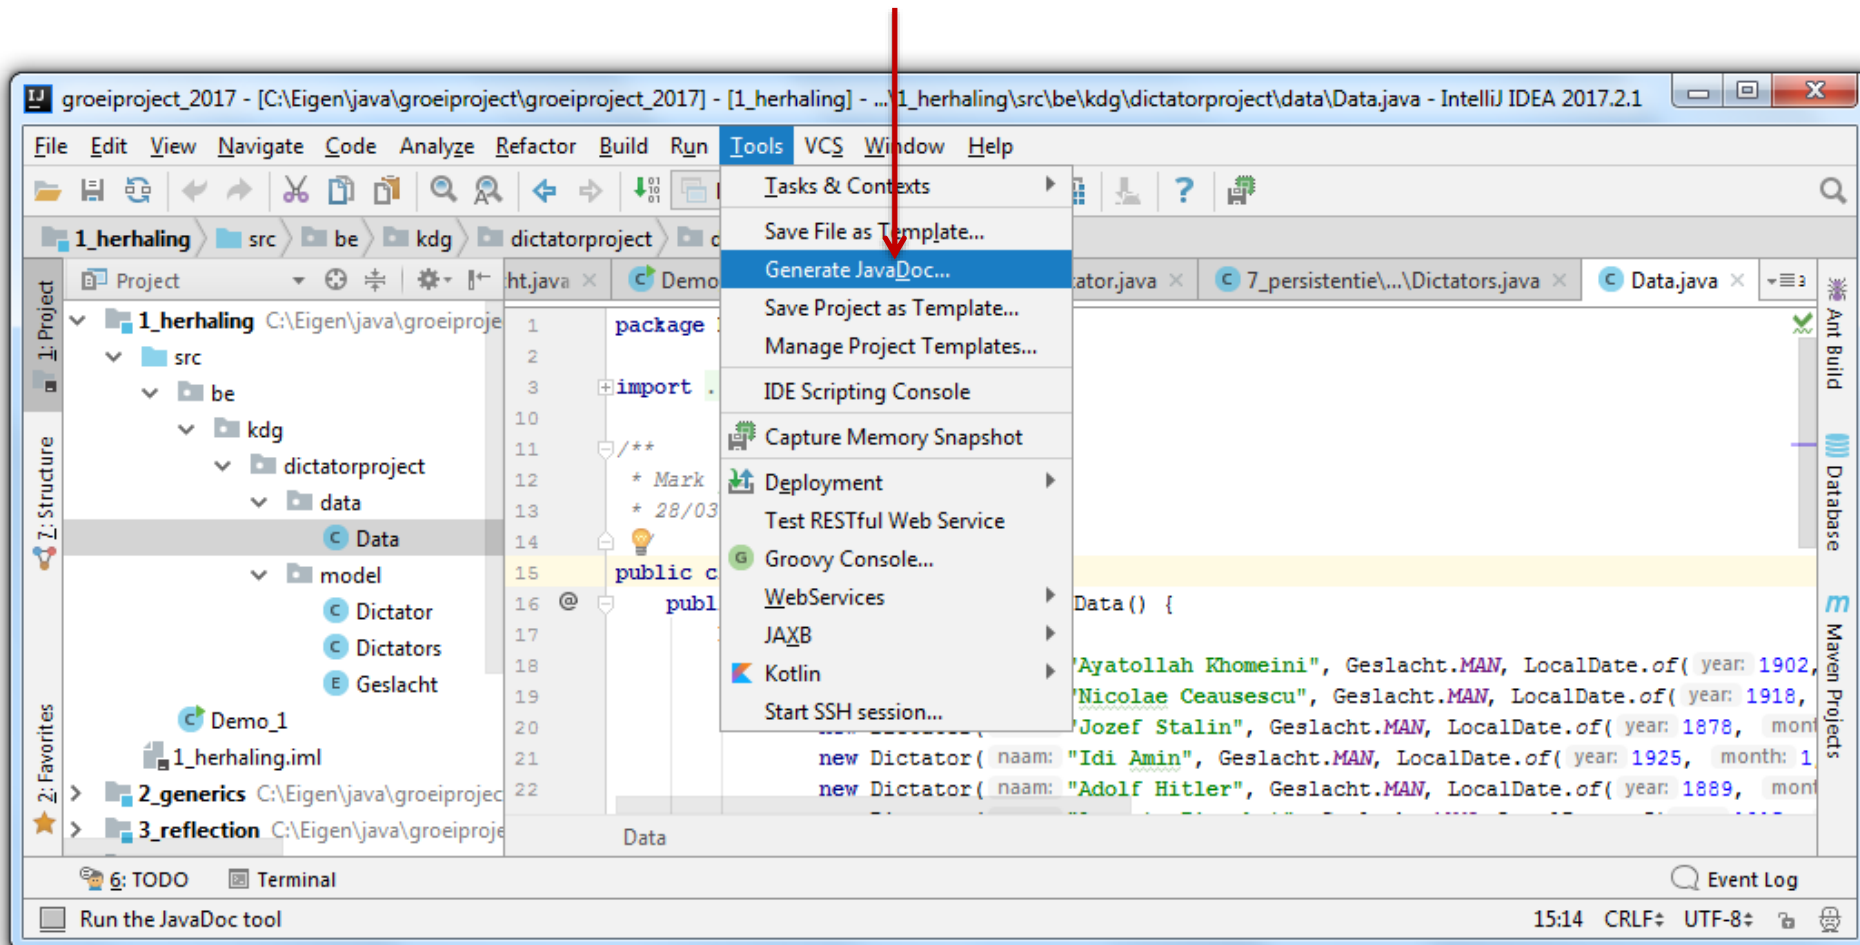 groeiproject_2017 - [C:\Eigen\java\groeiproject\groeiproject_2017] - [1_herhaling] - ...\1_herhaling\src\be\kdg\dictatorproject\data\Data.java - IntelliJ IDEA 2017.2.1
File Edit View Navigate Code Analyze Refactor Build Run Tools VCS Window Help
1_herhaling src be kdg dictatorproject
Project
ht.java Demo ator.java 7_persistentie\...\Dictators.java Data.java
Tasks & Contexts
Save File as Template...
Generate JavaDoc...
Save Project as Template...
Manage Project Templates...
IDE Scripting Console
Capture Memory Snapshot
Deployment
Test RESTful Web Service
Groovy Console...
WebServices
JAXB
Kotlin
Start SSH session...
1: Project
7: Structure
2: Favorites
1_herhaling C:\Eigen\java\groeiproje
src
be
kdg
dictatorproject
data
Data
model
Dictator
Dictators
Geslacht
Demo_1
1_herhaling.iml
2_generics C:\Eigen\java\groeiprojec
3_reflection C:\Eigen\java\groeiproje
1 package
2
3 import .
10
11 /**
12 * Mark
13 * 28/03
14
15 public c
16 @ publ Data() {
17
18 "Ayatollah Khomeini", Geslacht.MAN, LocalDate.of( year: 1902,
19 "Nicolae Ceausescu", Geslacht.MAN, LocalDate.of( year: 1918,
20 new Dictator( "Jozef Stalin", Geslacht.MAN, LocalDate.of( year: 1878, mont
21 new Dictator( naam: "Idi Amin", Geslacht.MAN, LocalDate.of( year: 1925, month: 1,
22 new Dictator( naam: "Adolf Hitler", Geslacht.MAN, LocalDate.of( year: 1889, mont
Data
Ant Build
Database
Maven Projects
6: TODO Terminal Event Log
Run the JavaDoc tool 15:14 CRLF UTF-8